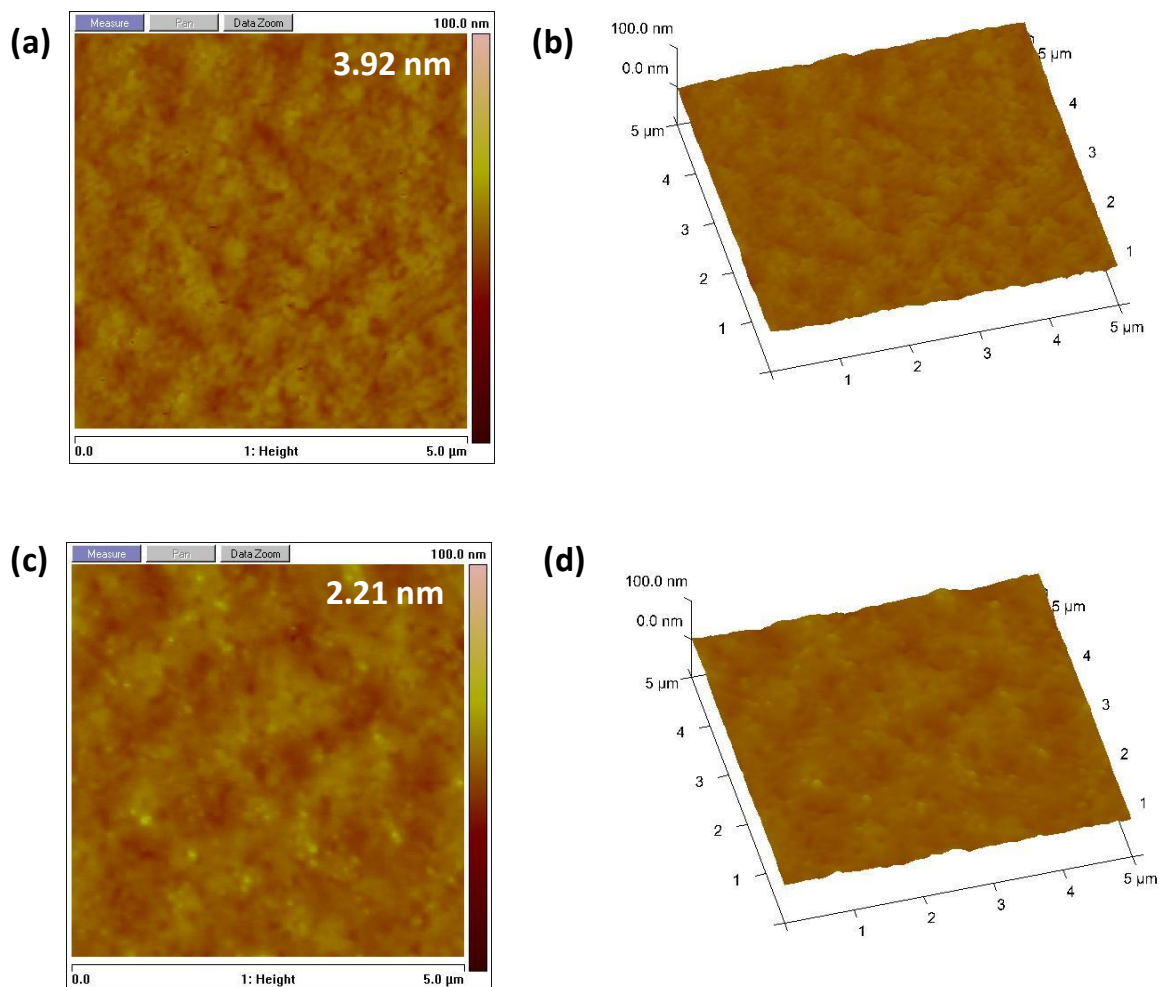 (a)
Measure Pan Data Zoom 100.0 nm
3.92 nm
0.0 1: Height 5.0 µm
(b)
100.0 nm
0.0 nm
5 µm
4
3
2
1
1
2
3
4
5 µm
1
2
3
4
5 µm
(c)
Measure Pan Data Zoom 100.0 nm
2.21 nm
0.0 1: Height 5.0 µm
(d)
100.0 nm
0.0 nm
5 µm
4
3
2
1
1
2
3
4
5 µm
1
2
3
4
5 µm